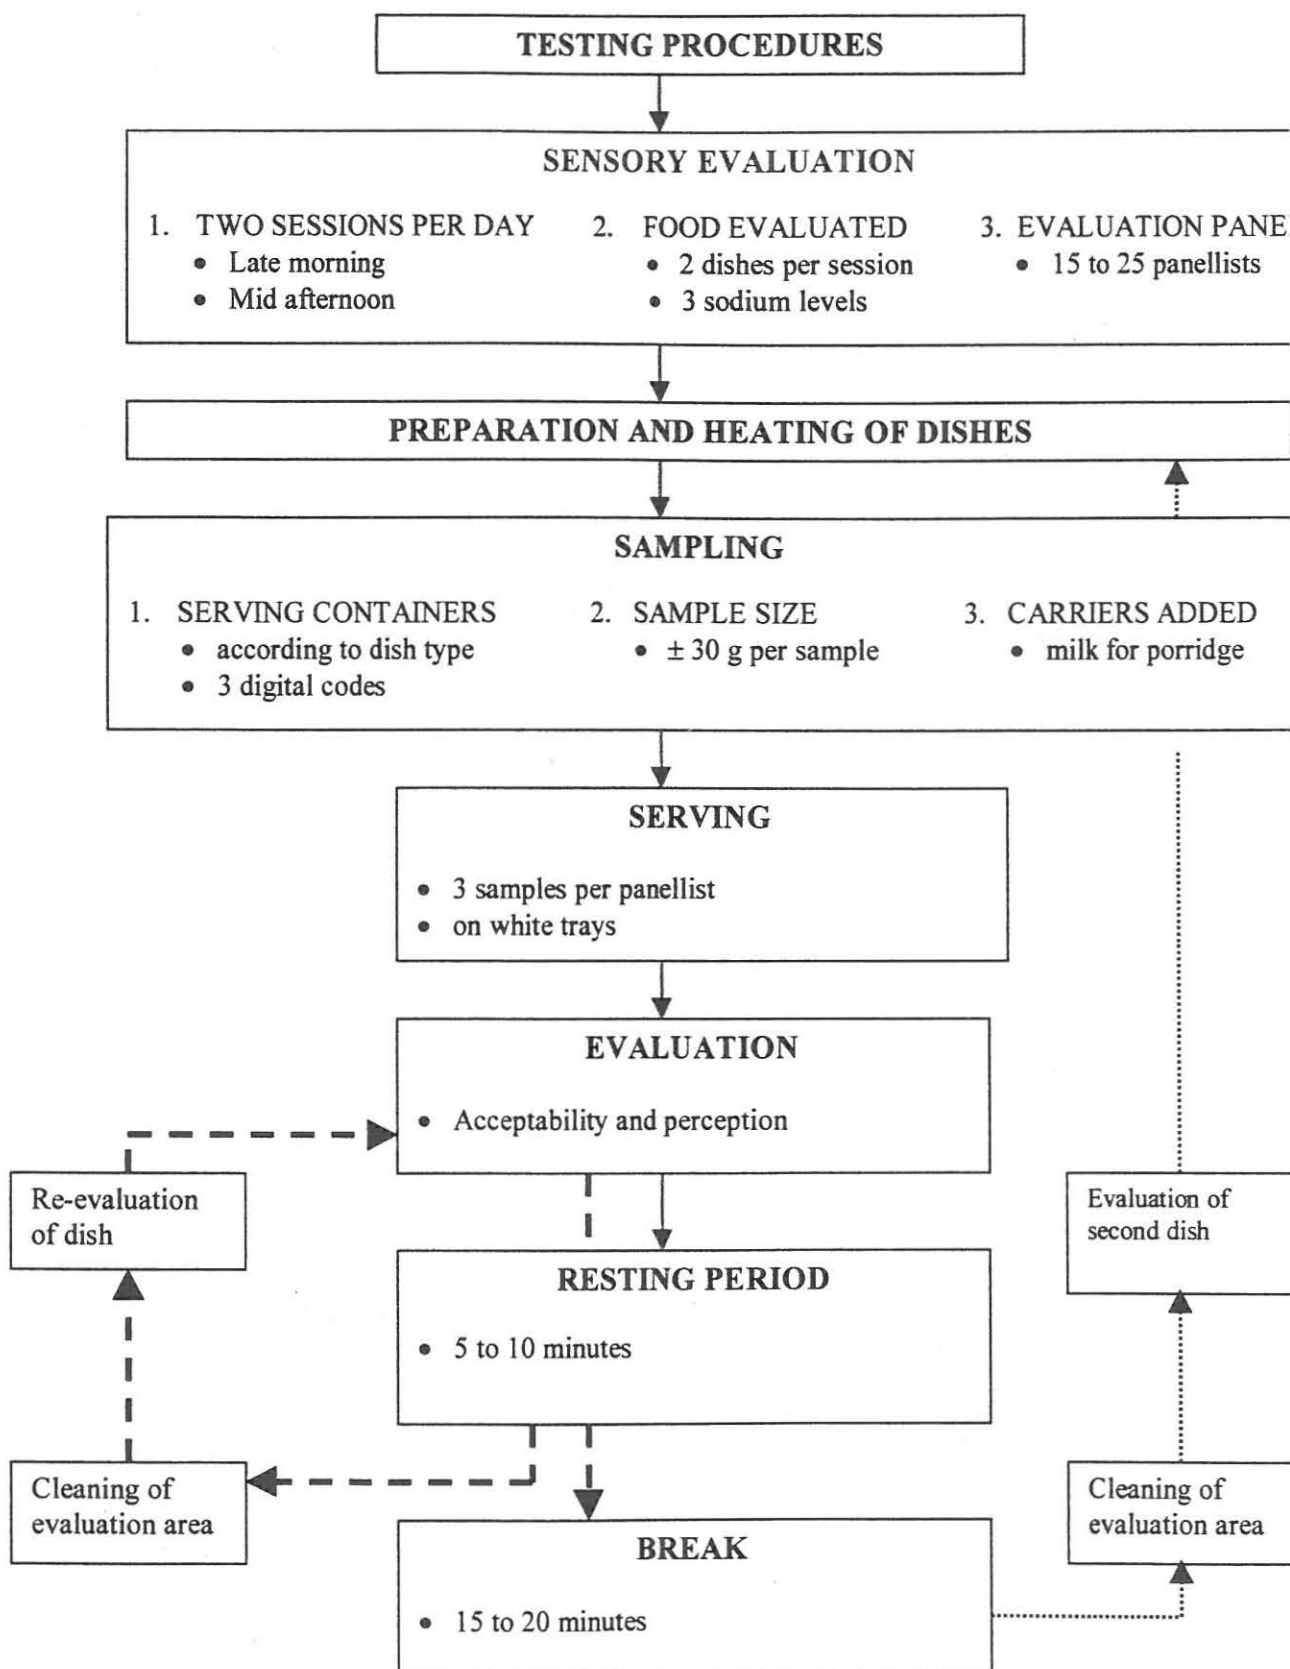 TESTING PROCEDURES
SENSORY EVALUATION
1. TWO SESSIONS PER DAY
• Late morning
• Mid afternoon
2. FOOD EVALUATED
• 2 dishes per session
• 3 sodium levels
3. EVALUATION PANE
• 15 to 25 panellists
PREPARATION AND HEATING OF DISHES
SAMPLING
1. SERVING CONTAINERS
• according to dish type
• 3 digital codes
2. SAMPLE SIZE
• ± 30 g per sample
3. CARRIERS ADDED
• milk for porridge
SERVING
• 3 samples per panellist
• on white trays
EVALUATION
• Acceptability and perception
Re-evaluation
of dish
Evaluation of
second dish
RESTING PERIOD
• 5 to 10 minutes
Cleaning of
evaluation area
Cleaning of
evaluation area
BREAK
• 15 to 20 minutes